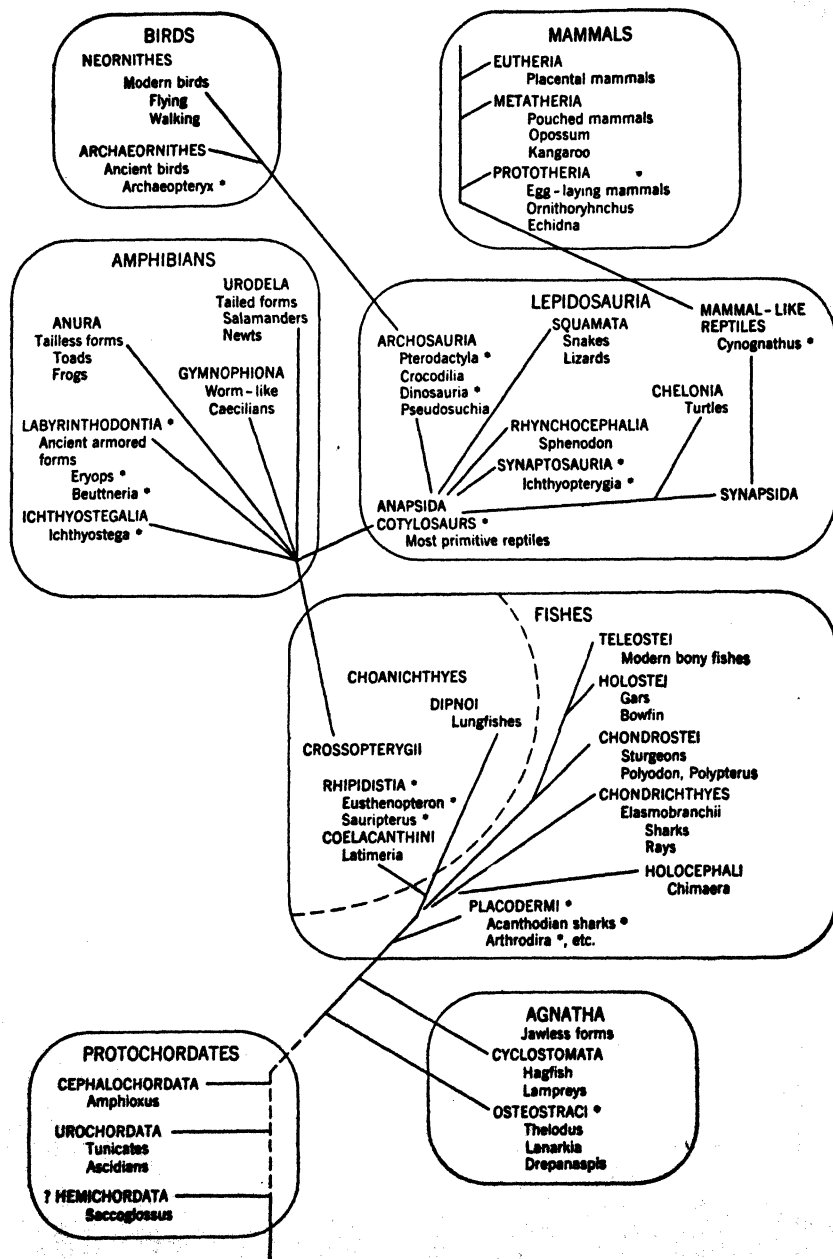 BIRDS
NEORNITHES
Modern birds
Flying
Walking
ARCHAEORNITHES
Ancient birds
Archaeopteryx *
MAMMALS
EUTHERIA
Placental mammals
METATHERIA
Pouched mammals
Opossum
Kangaroo
PROTOTHERIA *
Egg-laying mammals
Ornithoryhnchus
Echidna
AMPHIBIANS
URODELA
Tailed forms
Salamanders
Newts
ANURA
Tailless forms
Toads
Frogs
GYMNOPHIONA
Worm-like
Caecilians
LABYRINTHODONTIA *
Ancient armored
forms
Eryops *
Beuttneria *
ICHTHYOSTEGALIA
Ichthyostega *
LEPIDOSAURIA
SQUAMATA
Snakes
Lizards
MAMMAL-LIKE
REPTILES
Cynognathus *
ARCHOSAURIA
Pterodactyla *
Crocodilia
Dinosauria *
Pseudosuchia
CHELONIA
Turtles
RHYNCHOCEPHALIA
Sphenodon
SYNAPTOSAURIA *
Ichthyopterygia *
SYNAPSIDA
ANAPSIDA
COTYLOSAURS *
Most primitive reptiles
FISHES
TELEOSTEI
Modern bony fishes
CHOANICHTHYES
HOLOSTEI
Gars
Bowfin
DIPNOI
Lungfishes
CROSSOPTERYGII
CHONDROSTEI
Sturgeons
Polyodon, Polypterus
RHIPIDISTIA *
Eusthenopteron *
Sauripterus *
COELACANTHINI
Latimeria
CHONDRICHTHYES
Elasmobranchii
Sharks
Rays
HOLOCEPHALI
Chimaera
PLACODERMI *
Acanthodian sharks *
Arthrodira *, etc.
AGNATHA
Jawless forms
CYCLOSTOMATA
Hagfish
Lampreys
OSTEOSTRACI *
Thelodus
Lanarkia
Drepanaspis
PROTOCHORDATES
CEPHALOCHORDATA
Amphioxus
UROCHORDATA
Tunicates
Ascidians
? HEMICHORDATA
Saccoglossus